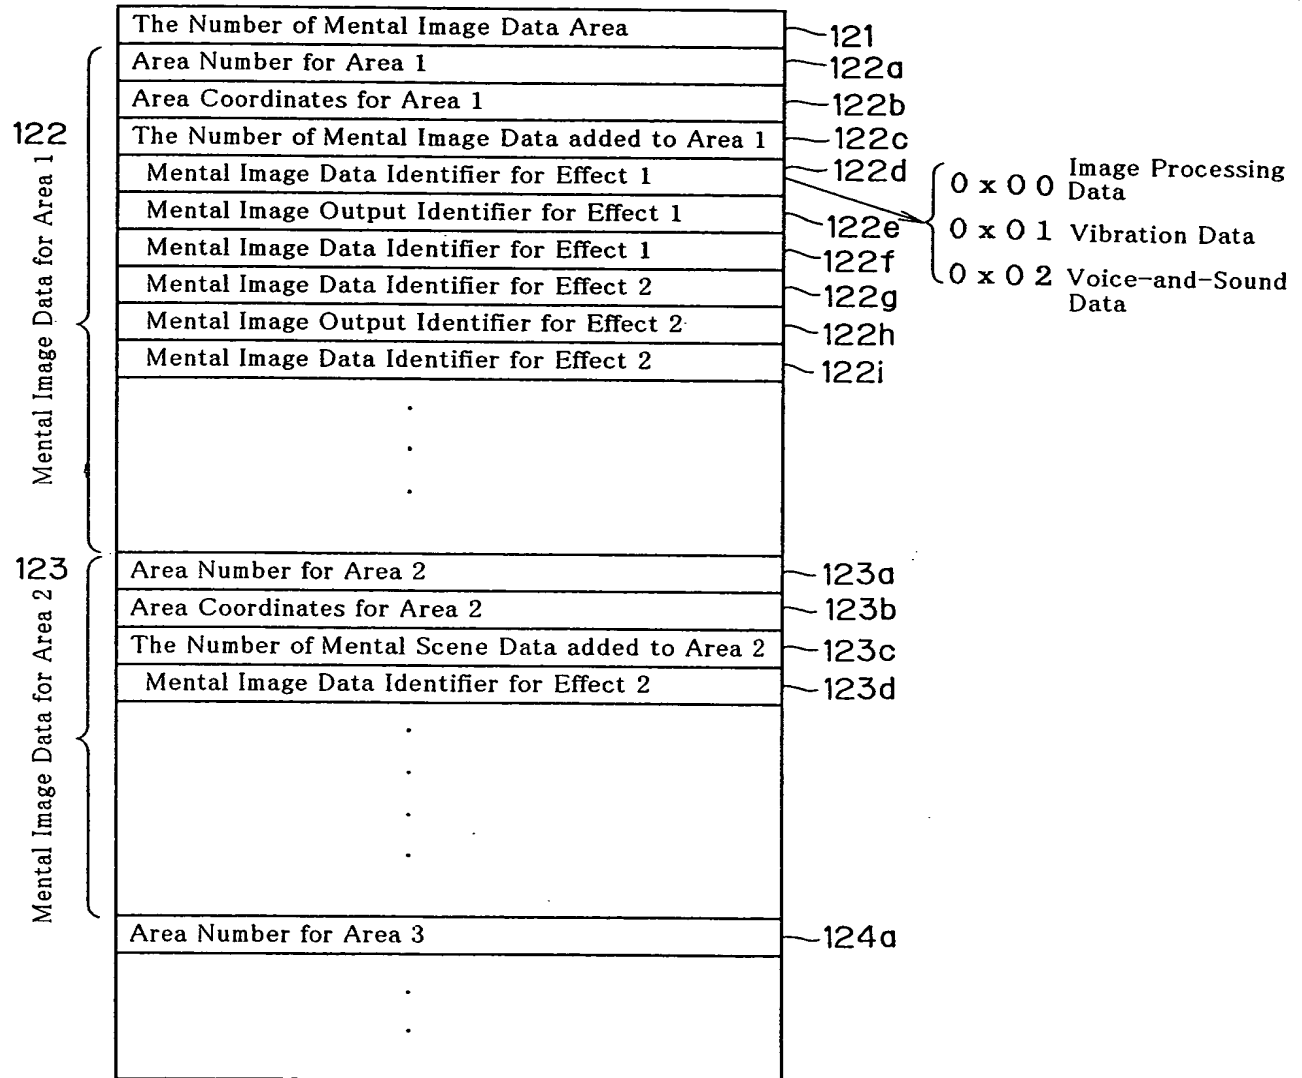 The Number of Mental Image Data Area 121
Area Number for Area 1 122a
Area Coordinates for Area 1 122b
122
Mental Image Data for Area 1
The Number of Mental Image Data added to Area 1 122c
Mental Image Data Identifier for Effect 1 122d
0x00 Image Processing
Data
0x01 Vibration Data
0x02 Voice-and-Sound
Data
Mental Image Output Identifier for Effect 1 122e
Mental Image Data Identifier for Effect 1 122f
Mental Image Data Identifier for Effect 2 122g
Mental Image Output Identifier for Effect 2 122h
Mental Image Data Identifier for Effect 2 122i
123
Mental Image Data for Area 2
Area Number for Area 2 123a
Area Coordinates for Area 2 123b
The Number of Mental Scene Data added to Area 2 123c
Mental Image Data Identifier for Effect 2 123d
Area Number for Area 3 124a